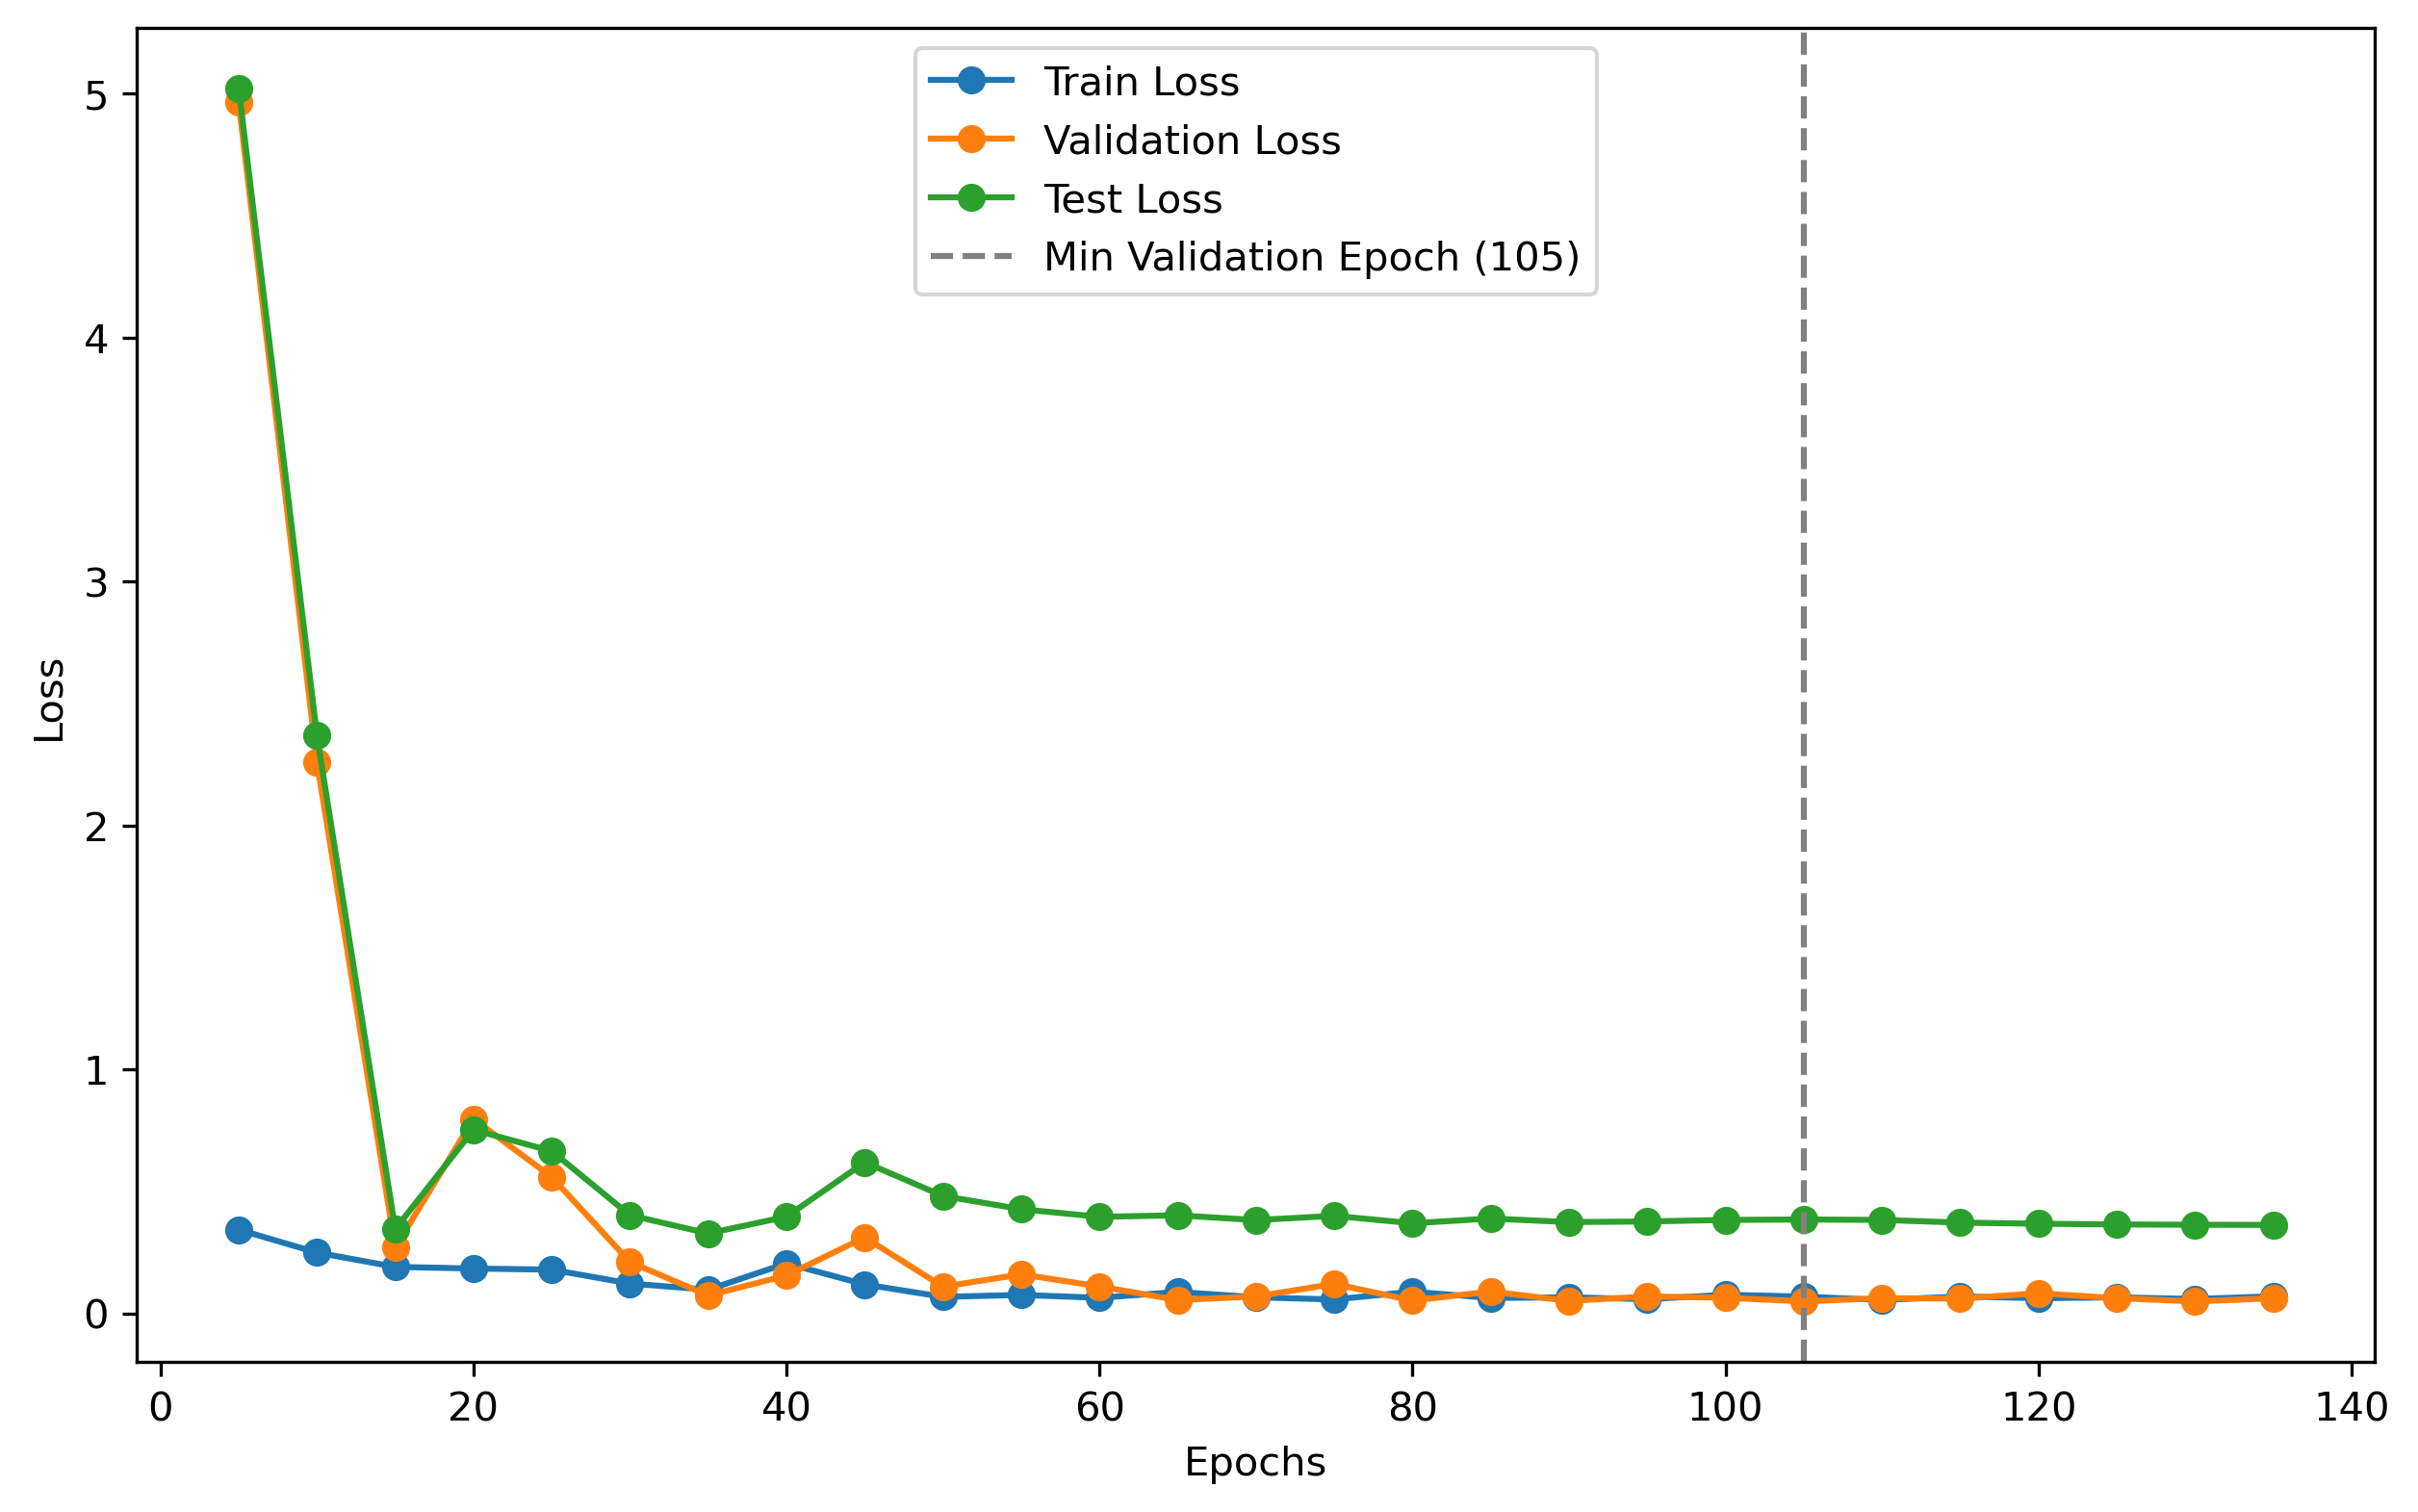 Train Loss
Validation Loss
Test Loss
Min Validation Epoch (105)
5
4
3
2
1
0
Loss
0 20 40 60 80 100 120 140
Epochs